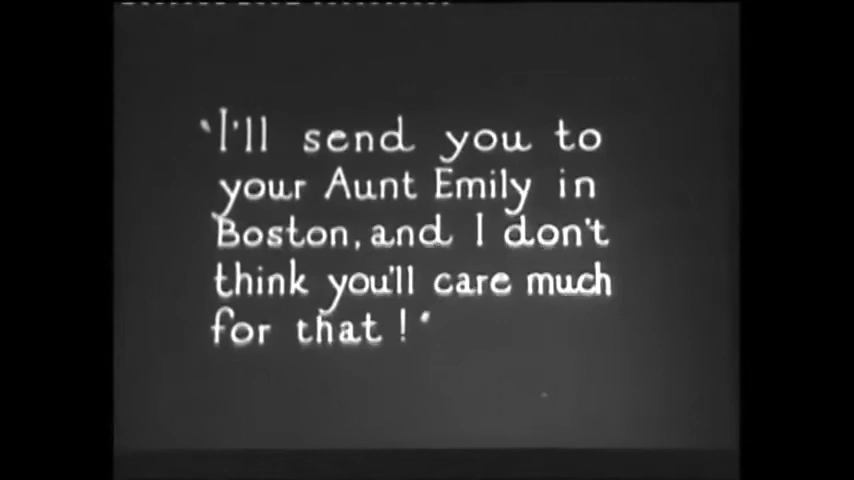 'I'll send you to
your Aunt Emily in
Boston, and I don't
think you'll care much
for that!'